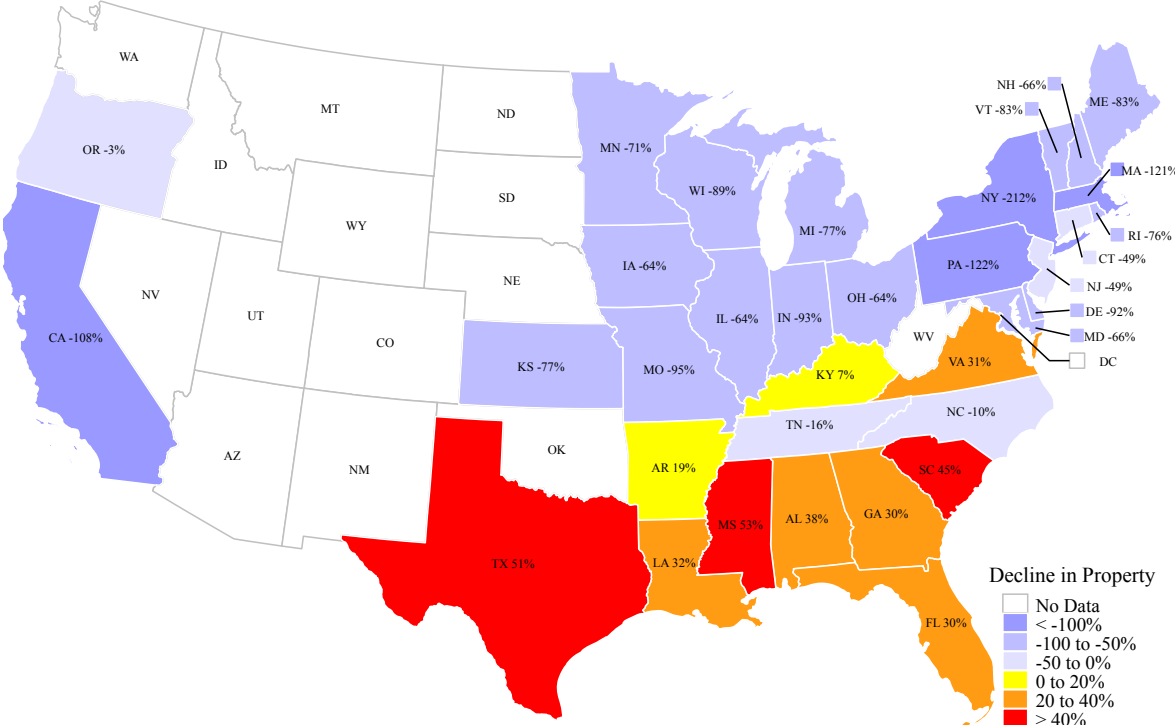 WA
MT
ND
OR -3%
ID
SD
WY
NE
NV
UT
CO
CA -108%
AZ
NM
KS -77%
OK
TX 51%
MN -71%
WI -89%
MI -77%
IA -64%
IL -64%
IN -93%
OH -64%
MO -95%
KY 7%
WV
VA 31%
NC -10%
TN -16%
AR 19%
SC 45%
MS 53%
AL 38%
GA 30%
LA 32%
FL 30%
NY -212%
PA -122%
NH -66%
VT -83%
ME -83%
MA -121%
RI -76%
CT -49%
NJ -49%
DE -92%
MD -66%
DC
Decline in Property
No Data
< -100%
-100 to -50%
-50 to 0%
0 to 20%
20 to 40%
> 40%